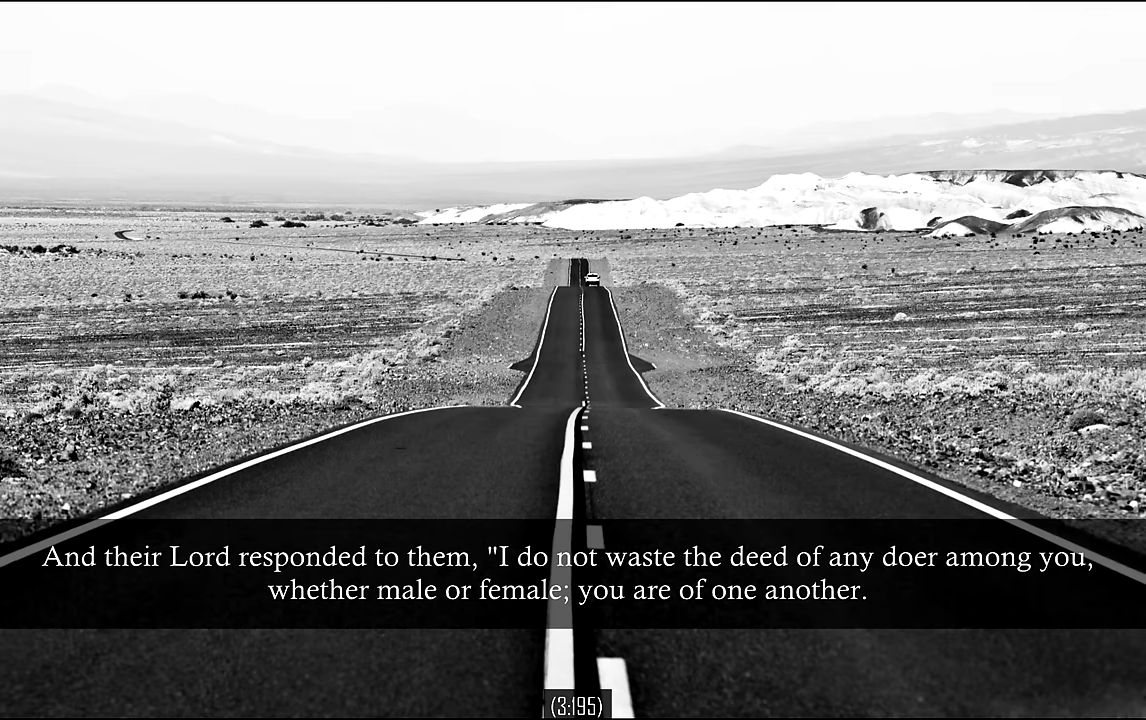 And their Lord responded to them, "I do not waste the deed of any doer among you,
whether male or female; you are of one another.
(3:195)